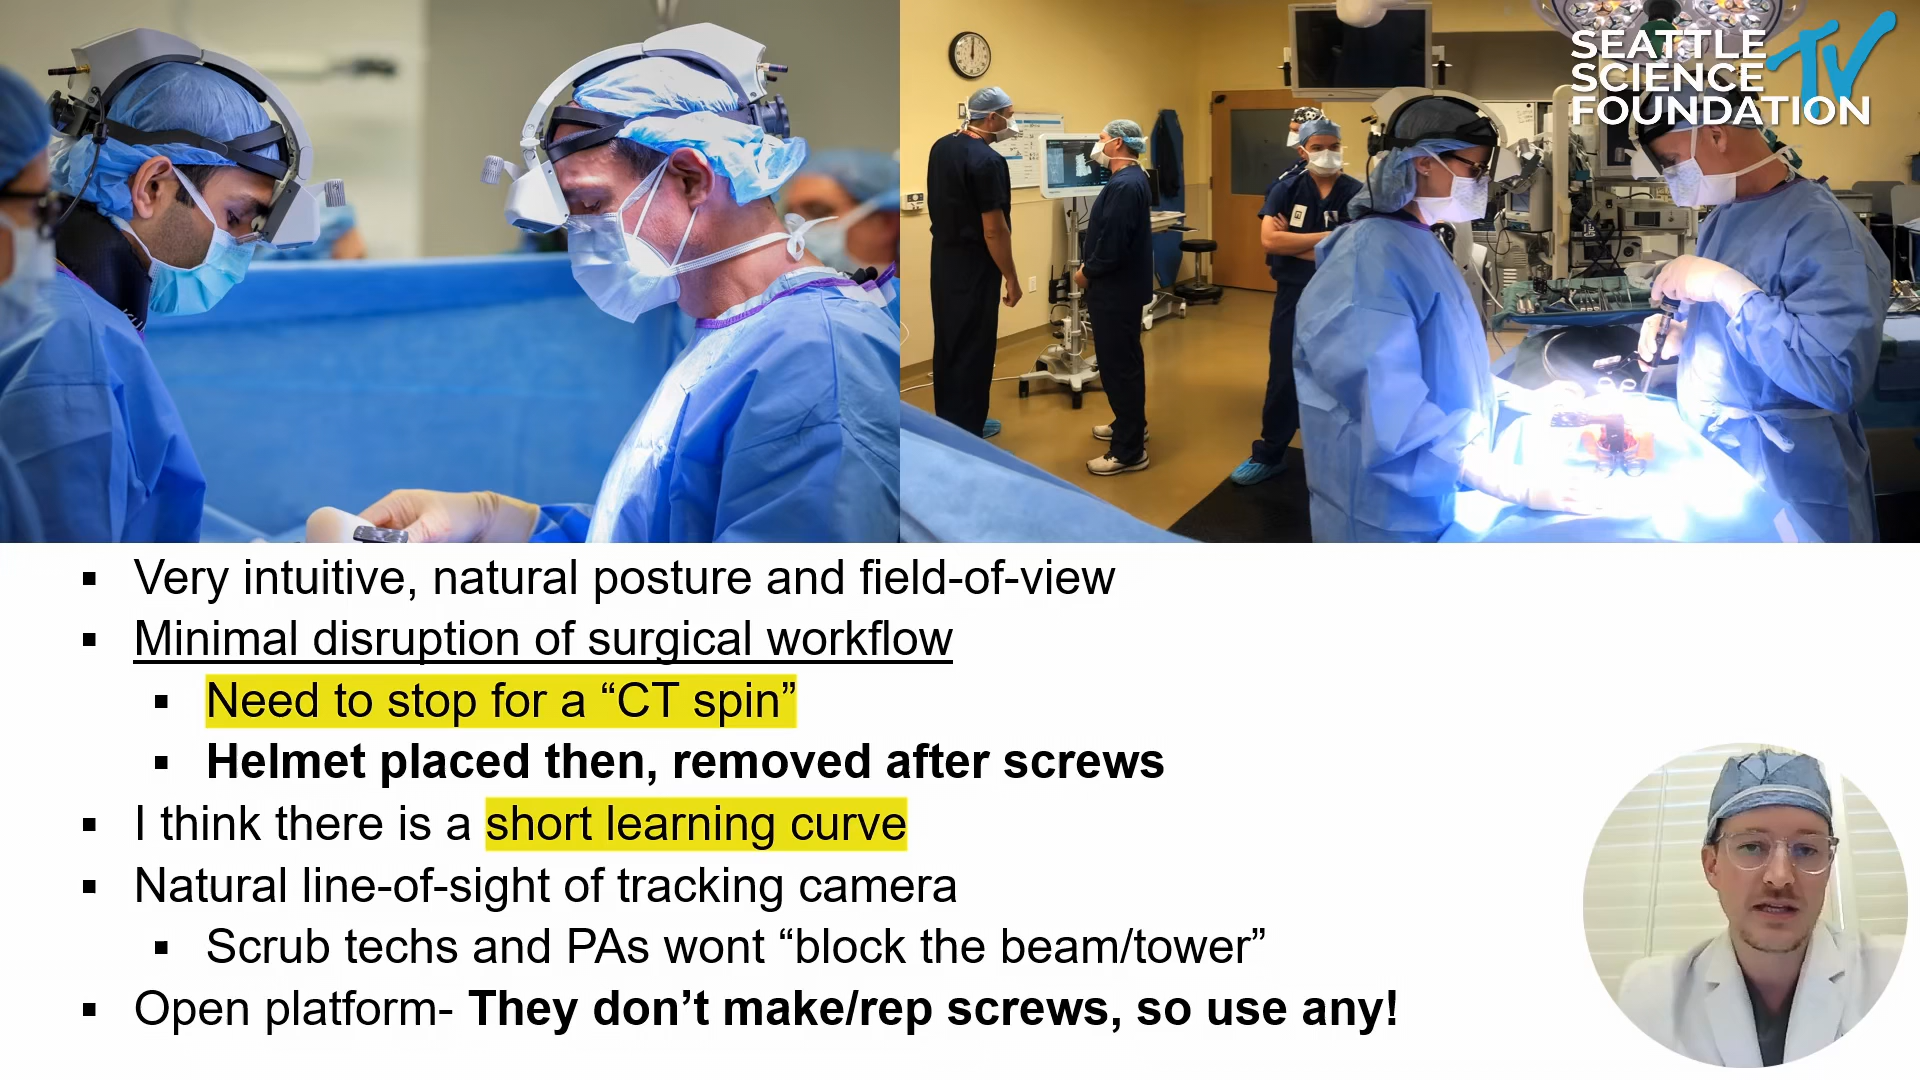 SEATTLE
SCIENCE
FOUNDATION
TV
Very intuitive, natural posture and field-of-view
Minimal disruption of surgical workflow
Need to stop for a “CT spin”
Helmet placed then, removed after screws
I think there is a short learning curve
Natural line-of-sight of tracking camera
Scrub techs and PAs wont “block the beam/tower”
Open platform- They don’t make/rep screws, so use any!